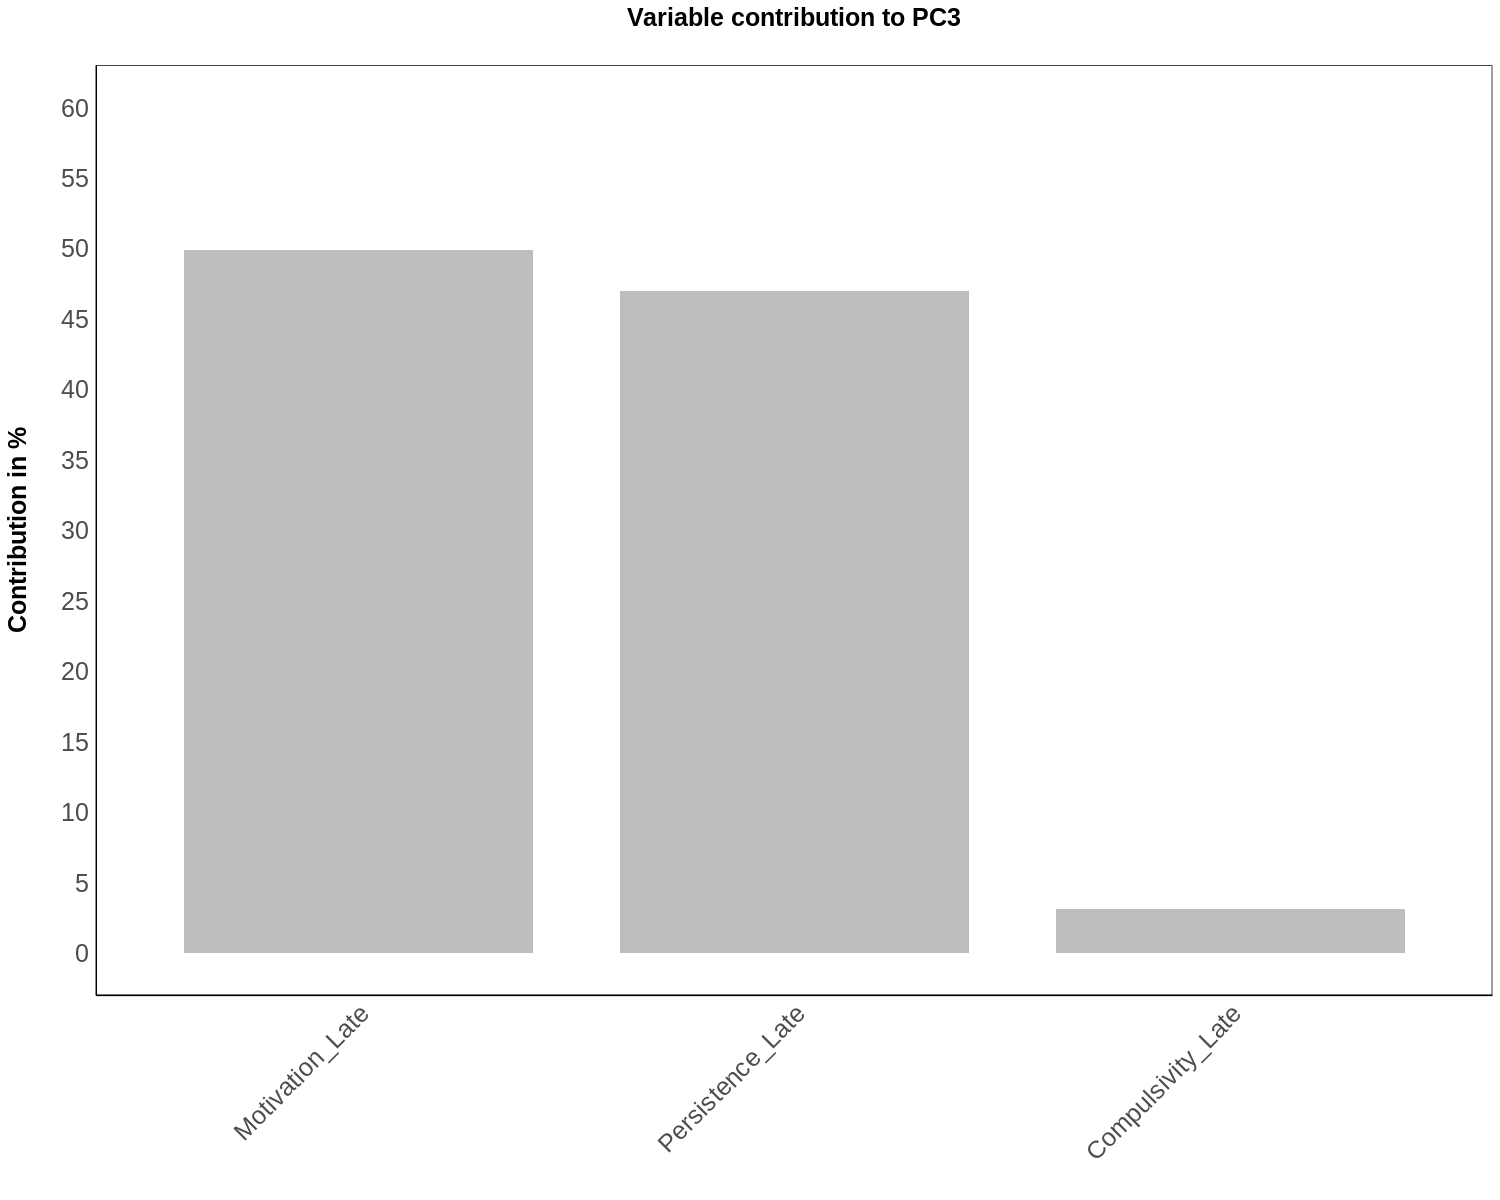 Variable contribution to PC3
Contribution in %
60
55
50
45
40
35
30
25
20
15
10
5
0
Motivation_Late
Persistence_Late
Compulsivity_Late